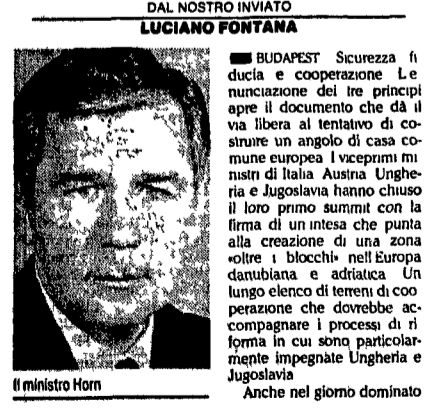 DAL NOSTRO INVIATO
LUCIANO FONTANA
BUDAPEST Sicurezza fi
ducia e cooperazione L e
nunciazione dei tre principi
apre il documento che dà il
via libera al tentativo di co-
struire un angolo di casa co-
mune europea I viceprimi mi
nistri di Italia Austria Unghe-
ria e Jugoslavia hanno chiuso
il loro primo summit con la
firma di un intesa che punta
alla creazione di una zona
«oltre i blocchi» nell Europa
danubiana e adriatica Un
lungo elenco di terreni di coo
perazione che dovrebbe ac-
compagnare i processi di ri
forma in cui sono particolar-
mente impegnate Ungheria e
Jugoslavia
Anche nel giorno dominato
Il ministro Horn